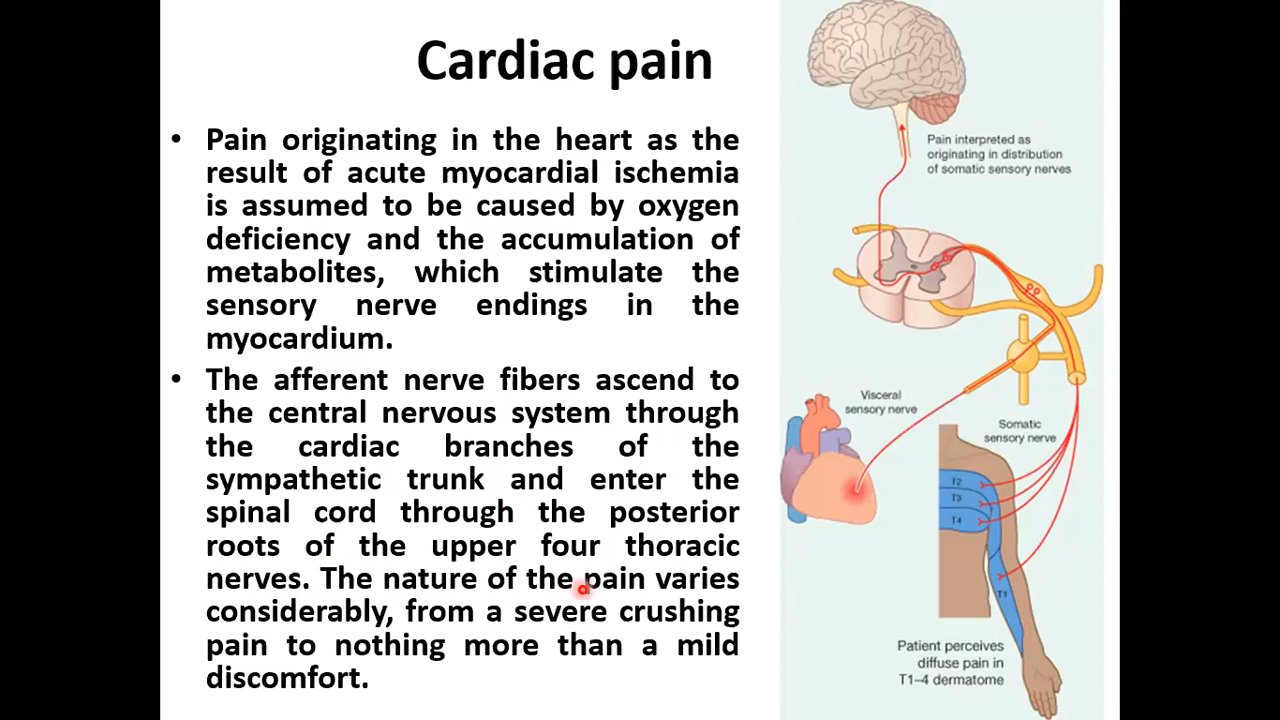 Cardiac pain
• Pain originating in the heart as the
result of acute myocardial ischemia
is assumed to be caused by oxygen
deficiency and the accumulation of
metabolites, which stimulate the
sensory nerve endings in the
myocardium.
• The afferent nerve fibers ascend to
the central nervous system through
the cardiac branches of the
sympathetic trunk and enter the
spinal cord through the posterior
roots of the upper four thoracic
nerves. The nature of the pain varies
considerably, from a severe crushing
pain to nothing more than a mild
discomfort.
Pain interpreted as
originating in distribution
of somatic sensory nerves
Visceral
sensory nerve
Somatic
sensory nerve
T2
T3
T4
T1
Patient perceives
diffuse pain in
T1–4 dermatome